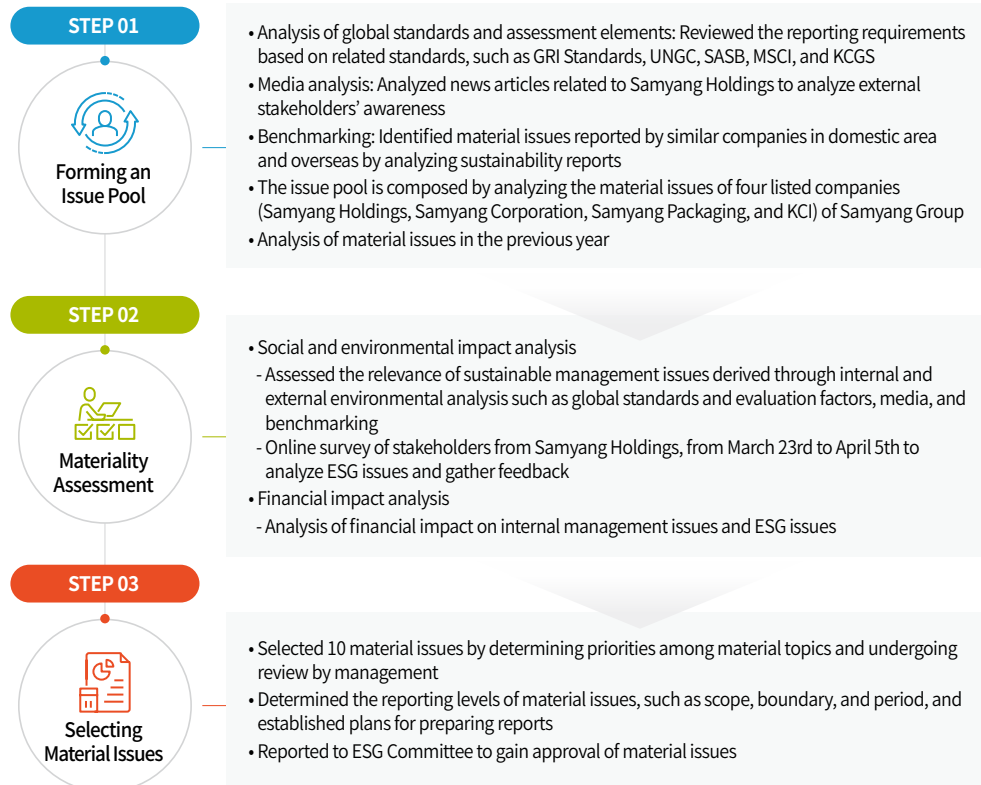 STEP 01
Forming an
Issue Pool
• Analysis of global standards and assessment elements: Reviewed the reporting requirements
based on related standards, such as GRI Standards, UNGC, SASB, MSCI, and KCGS
• Media analysis: Analyzed news articles related to Samyang Holdings to analyze external
stakeholders’ awareness
• Benchmarking: Identified material issues reported by similar companies in domestic area
and overseas by analyzing sustainability reports
• The issue pool is composed by analyzing the material issues of four listed companies
(Samyang Holdings, Samyang Corporation, Samyang Packaging, and KCI) of Samyang Group
• Analysis of material issues in the previous year
STEP 02
Materiality
Assessment
• Social and environmental impact analysis
- Assessed the relevance of sustainable management issues derived through internal and
external environmental analysis such as global standards and evaluation factors, media, and
benchmarking
- Online survey of stakeholders from Samyang Holdings, from March 23rd to April 5th to
analyze ESG issues and gather feedback
• Financial impact analysis
- Analysis of financial impact on internal management issues and ESG issues
STEP 03
Selecting
Material Issues
• Selected 10 material issues by determining priorities among material topics and undergoing
review by management
• Determined the reporting levels of material issues, such as scope, boundary, and period, and
established plans for preparing reports
• Reported to ESG Committee to gain approval of material issues